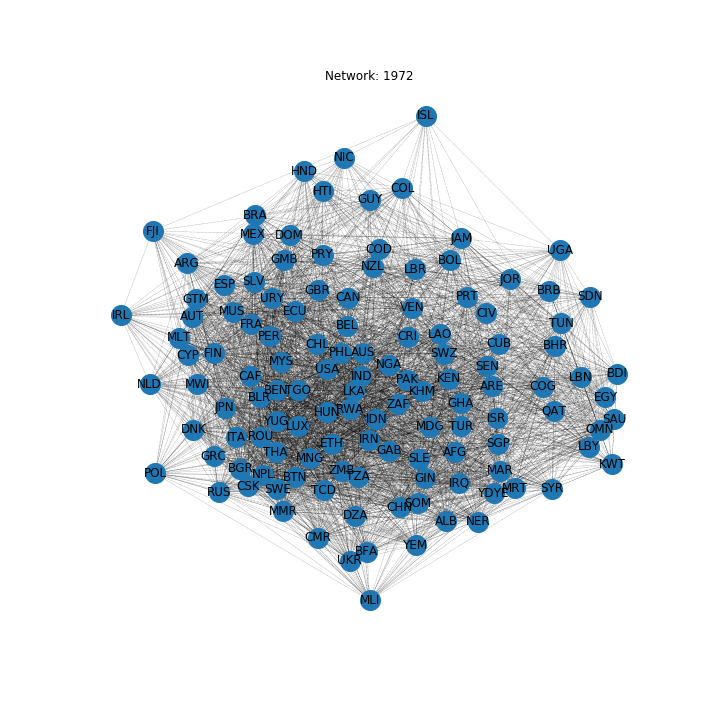 Network: 1972
ISL
NIC
HND
HTI
COL
GUY
BRA
FJI
MEX
DOM
JAM
COD
UGA
PRY
GMB
BOL
ARG
NZL
LBR
JOR
SLV
ESP
GBR
BRB
URY
CAN
PRT
SDN
GTM
VEN
MUS
ECU
CIV
IRL
AUT
FRA
BEL
TUN
PER
CRI
LAO
MLT
CHL
CUB
BHR
PHL
AUS
SWZ
CYP
FIN
MYS
NGA
SEN
USA
BDI
IND
CAF
PAK
KEN
LBN
NLD
MWI
ARE
COG
BEN
TGO
LKA
KHM
BLR
EGY
ZAF
GHA
JPN
RWA
HUN
QAT
IDN
ISR
SAU
YUG
LUX
MDG
TUR
DNK
OMN
ITA
ROU
IRN
ETH
SGP
LBY
GAB
THA
AFG
GRC
MNG
SLE
KWT
BGR
ZMB
MAR
POL
NPL
TZA
BTN
GIN
IRQ
CSK
SWE
TCD
MRT
SYR
RUS
YDYE
SOM
CHN
MMR
DZA
ALB
NER
CMR
YEM
BFA
UKR
MLI